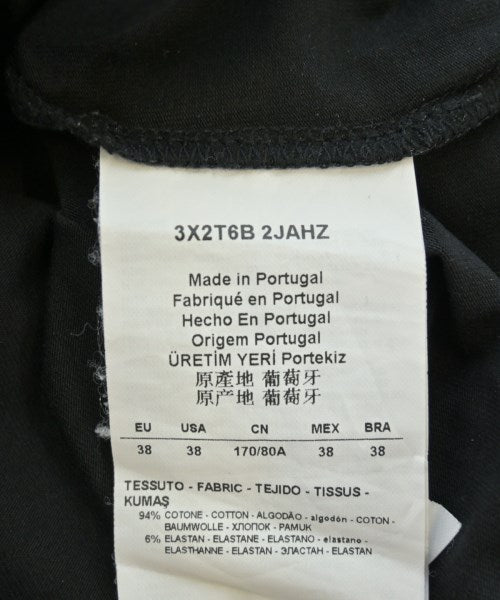 3X2T6B 2JAHZ
Made in Portugal
Fabriqué en Portugal
Hecho En Portugal
Origem Portugal
ÜRETİM YERİ Portekiz
原產地 葡萄牙
原产地 葡萄牙
EU USA CN MEX BRA
38 38 170/80A 38 38
TESSUTO - FABRIC - TEJIDO - TISSUS -
KUMAŞ
94% COTONE - COTTON - ALGODÃO - algodón - COTON -
BAUMWOLLE - ХЛОПОК - PAMUK
6% ELASTAN - ELASTANE - ELASTANO - elastano -
ELASTHANNE - ELASTAN - ЭЛАСТАН - ELASTAN